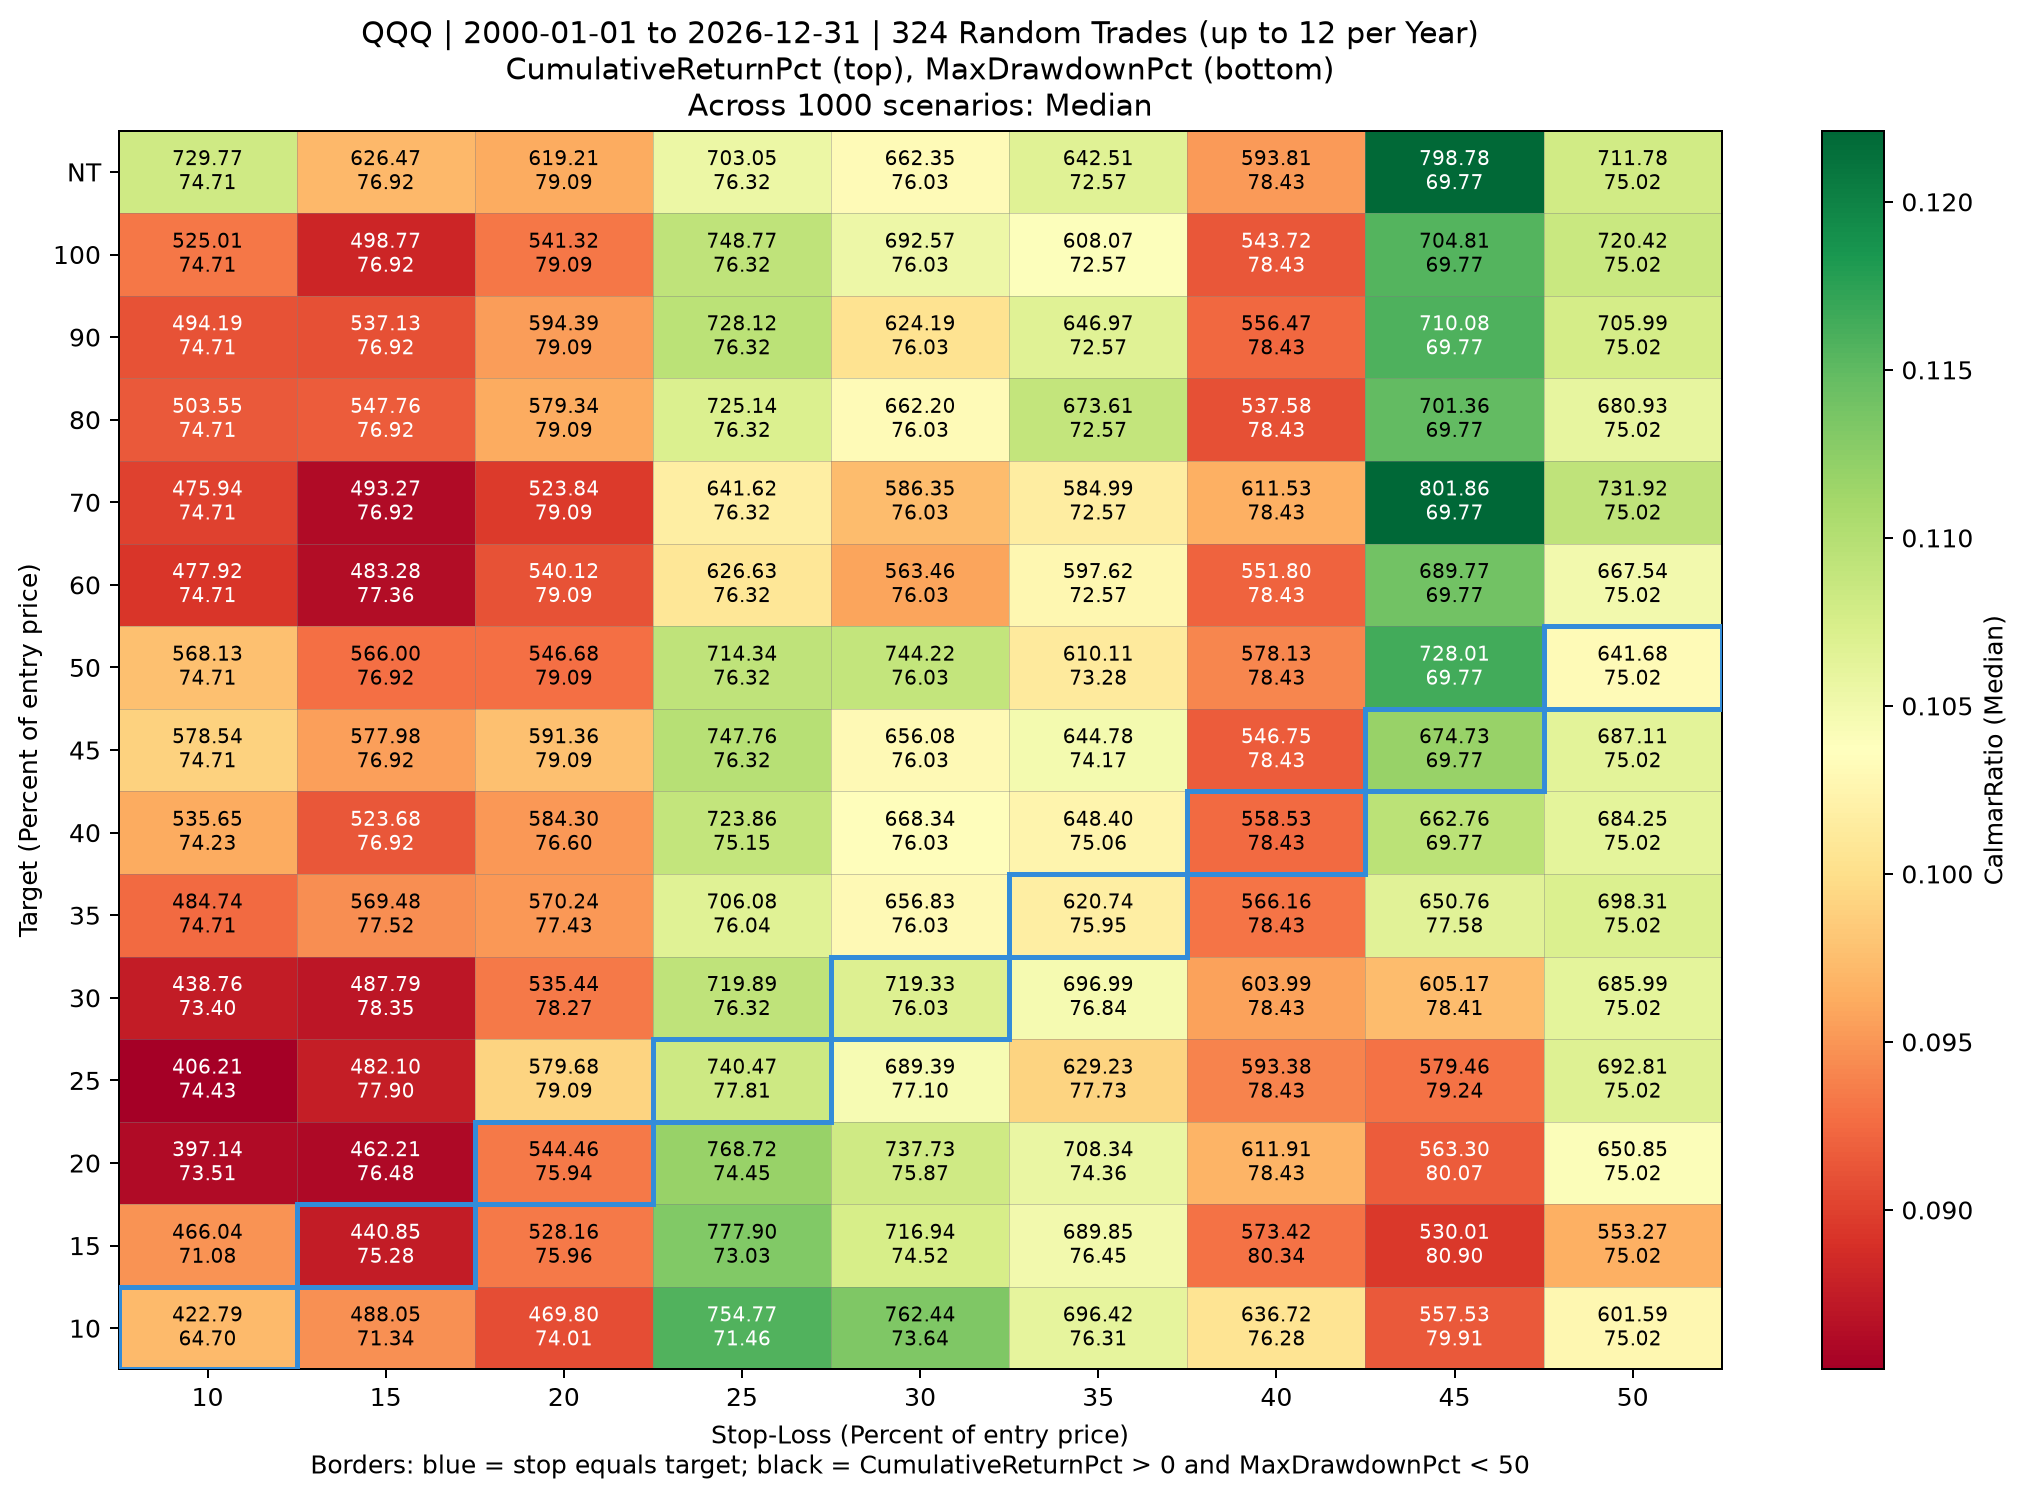 QQQ | 2000-01-01 to 2026-12-31 | 324 Random Trades (up to 12 per Year)
CumulativeReturnPct (top), MaxDrawdownPct (bottom)
Across 1000 scenarios: Median
NT
729.77 626.47 619.21 703.05 662.35 642.51 593.81 798.78 711.78
74.71 76.92 79.09 76.32 76.03 72.57 78.43 69.77 75.02
100
525.01 498.77 541.32 748.77 692.57 608.07 543.72 704.81 720.42
74.71 76.92 79.09 76.32 76.03 72.57 78.43 69.77 75.02
90
494.19 537.13 594.39 728.12 624.19 646.97 556.47 710.08 705.99
74.71 76.92 79.09 76.32 76.03 72.57 78.43 69.77 75.02
80
503.55 547.76 579.34 725.14 662.20 673.61 537.58 701.36 680.93
74.71 76.92 79.09 76.32 76.03 72.57 78.43 69.77 75.02
70
475.94 493.27 523.84 641.62 586.35 584.99 611.53 801.86 731.92
74.71 76.92 79.09 76.32 76.03 72.57 78.43 69.77 75.02
60
477.92 483.28 540.12 626.63 563.46 597.62 551.80 689.77 667.54
74.71 77.36 79.09 76.32 76.03 72.57 78.43 69.77 75.02
50
568.13 566.00 546.68 714.34 744.22 610.11 578.13 728.01 641.68
74.71 76.92 79.09 76.32 76.03 73.28 78.43 69.77 75.02
45
578.54 577.98 591.36 747.76 656.08 644.78 546.75 674.73 687.11
74.71 76.92 79.09 76.32 76.03 74.17 78.43 69.77 75.02
40
535.65 523.68 584.30 723.86 668.34 648.40 558.53 662.76 684.25
74.23 76.92 76.60 75.15 76.03 75.06 78.43 69.77 75.02
35
484.74 569.48 570.24 706.08 656.83 620.74 566.16 650.76 698.31
74.71 77.52 77.43 76.04 76.03 75.95 78.43 77.58 75.02
30
438.76 487.79 535.44 719.89 719.33 696.99 603.99 605.17 685.99
73.40 78.35 78.27 76.32 76.03 76.84 78.43 78.41 75.02
25
406.21 482.10 579.68 740.47 689.39 629.23 593.38 579.46 692.81
74.43 77.90 79.09 77.81 77.10 77.73 78.43 79.24 75.02
20
397.14 462.21 544.46 768.72 737.73 708.34 611.91 563.30 650.85
73.51 76.48 75.94 74.45 75.87 74.36 78.43 80.07 75.02
15
466.04 440.85 528.16 777.90 716.94 689.85 573.42 530.01 553.27
71.08 75.28 75.96 73.03 74.52 76.45 80.34 80.90 75.02
10
422.79 488.05 469.80 754.77 762.44 696.42 636.72 557.53 601.59
64.70 71.34 74.01 71.46 73.64 76.31 76.28 79.91 75.02
10 15 20 25 30 35 40 45 50
Target (Percent of entry price)
Stop-Loss (Percent of entry price)
Borders: blue = stop equals target; black = CumulativeReturnPct > 0 and MaxDrawdownPct < 50
0.120
0.115
0.110
0.105
0.100
0.095
0.090
CalmarRatio (Median)